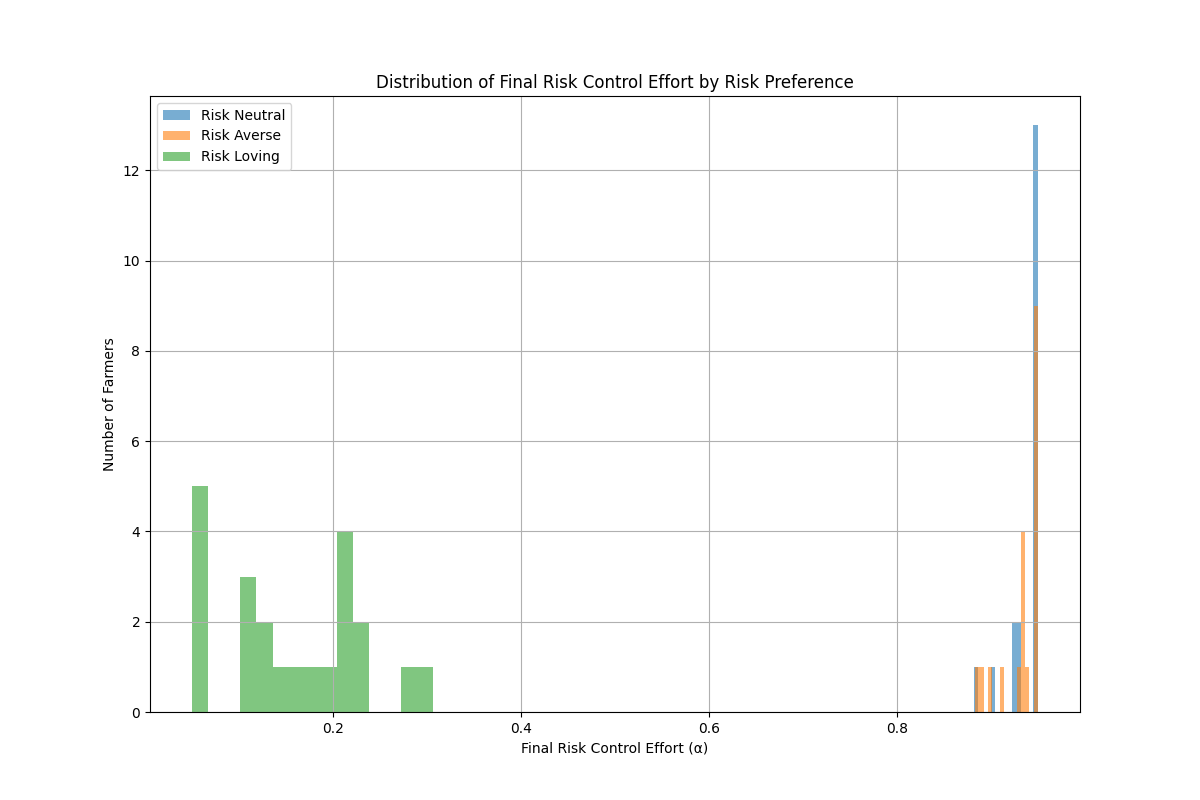 Distribution of Final Risk Control Effort by Risk Preference
Risk Neutral
Risk Averse
Risk Loving
Number of Farmers
12
10
8
6
4
2
0
0.2 0.4 0.6 0.8
Final Risk Control Effort (α)